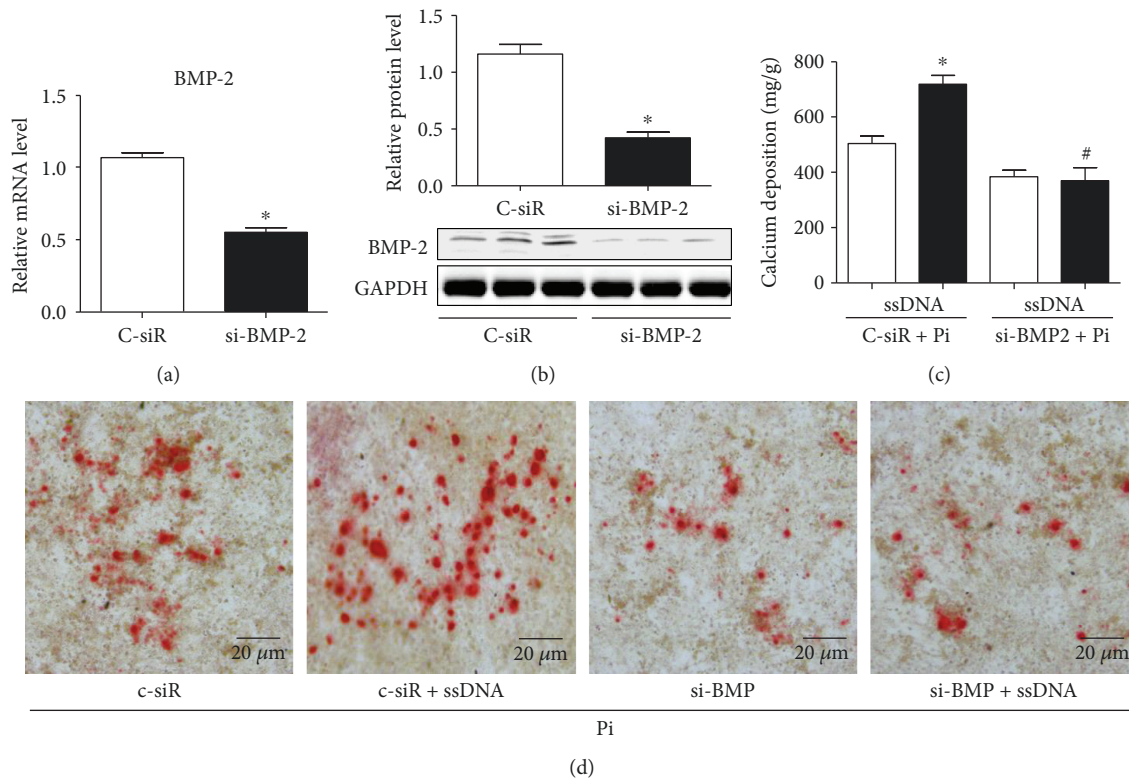 BMP-2
Relative mRNA level
1.5
1.0
0.5
0.0
*
C-siR
si-BMP-2
(a)
Relative protein level
1.5
1.0
0.5
0.0
*
C-siR
si-BMP-2
BMP-2
GAPDH
C-siR
si-BMP-2
(b)
Calcium deposition (mg/g)
800
600
400
200
0
*
#
ssDNA
ssDNA
C-siR + Pi
si-BMP2 + Pi
(c)
20 μm
20 μm
20 μm
20 μm
c-siR
c-siR + ssDNA
si-BMP
si-BMP + ssDNA
Pi
(d)